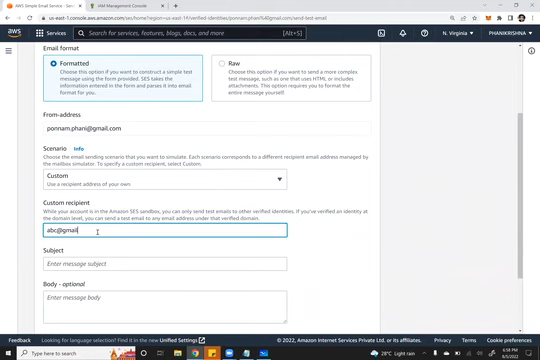 AWS Simple Email Service
IAM Management Console
us-east-1.console.aws.amazon.com/ses/home?region=us-east-1#/verified-identities/ponnam.phani%40gmail.com/send-test-email
aws
Services
Search for services, features, blogs, docs, and more
[Alt+S]
N. Virginia
PHANIKRISHNA
Email format
Formatted
Choose this option if you want to construct a simple test
message using the form provided. SES takes the
information entered in the form and parses it into email
format for you.
Raw
Choose this option if you want to send a more complex
test message, such as one that uses HTML or includes
attachments. This option requires you to format the
entire message yourself.
From-address
ponnam.phani@gmail.com
Scenario
Info
Choose the email sending scenario that you want to simulate. Each scenario corresponds to a different recipient email address managed by
the mailbox simulator. To specify a custom recipient, select Custom.
Custom
Use a recipient address of your own.
Custom recipient
While your account is in the Amazon SES sandbox, you can only send test emails to other verified identities. If you've verified an identity at
the domain level, you can send a test email to any email address under that verified domain.
abc@gmail
Subject
Enter message subject
Body - optional
Enter message body
Feedback
Looking for language selection? Find it in the new Unified Settings
© 2022, Amazon Internet Services Private Ltd. or its affiliates.
Privacy
Terms
Cookie preferences
Type here to search
28°C Light rain
6:58 PM
8/5/2022